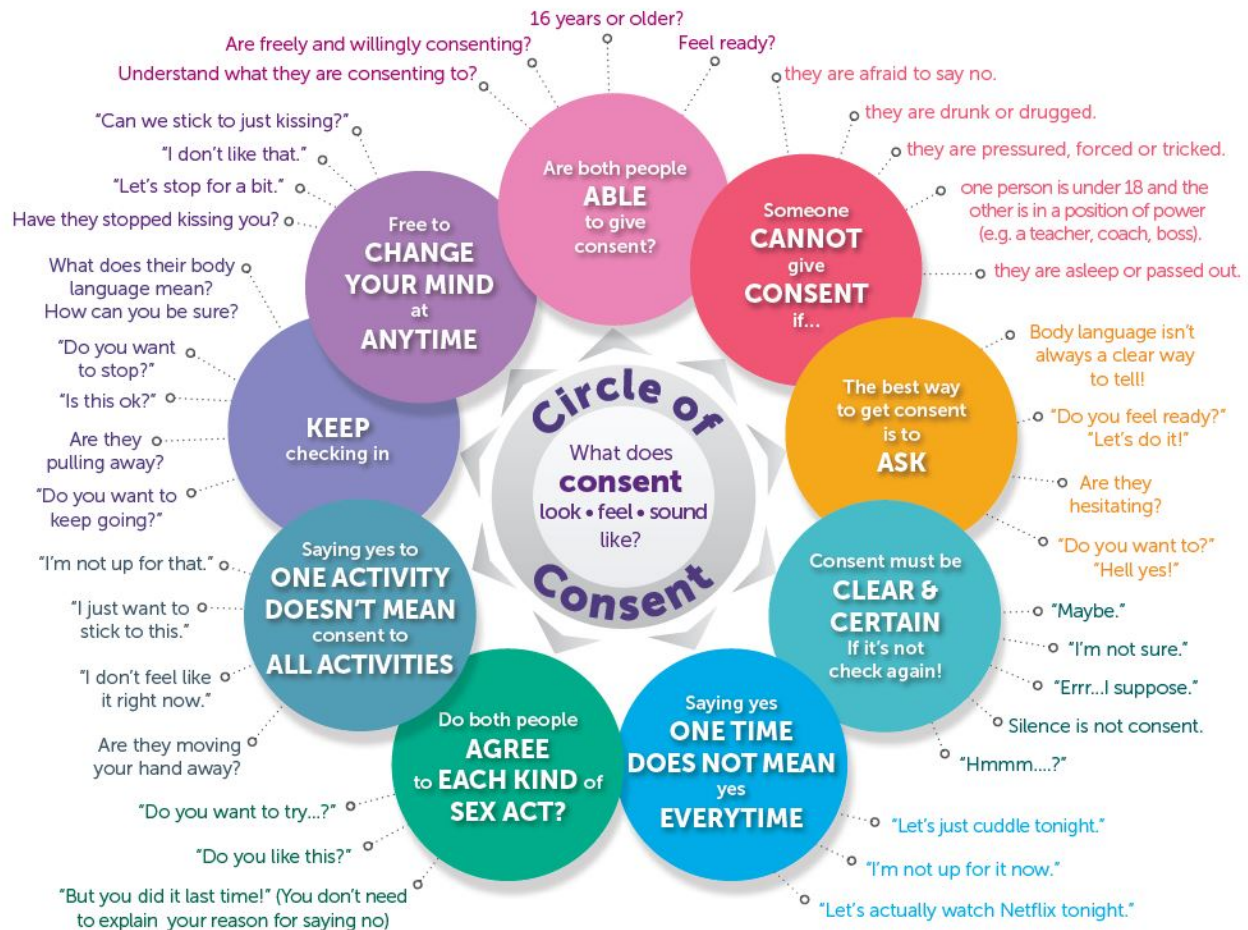 Circle of
Consent
What does
consent
look • feel • sound
like?
Are both people
ABLE
to give
consent?
Understand what they are consenting to?
Are freely and willingly consenting?
16 years or older?
Feel ready?
Someone
CANNOT
give
CONSENT
if...
they are afraid to say no.
they are drunk or drugged.
they are pressured, forced or tricked.
one person is under 18 and the
other is in a position of power
(e.g. a teacher, coach, boss).
they are asleep or passed out.
The best way
to get consent
is to
ASK
Body language isn't
always a clear way
to tell!
"Do you feel ready?"
"Let's do it!"
Are they
hesitating?
"Do you want to?"
"Hell yes!"
Consent must be
CLEAR &
CERTAIN
If it's not
check again!
"Maybe."
"I'm not sure."
"Errr...I suppose."
Silence is not consent.
"Hmmm....?"
Saying yes
ONE TIME
DOES NOT MEAN
yes
EVERYTIME
"Let's just cuddle tonight."
"I'm not up for it now."
"Let's actually watch Netflix tonight."
Do both people
AGREE
to EACH KIND of
SEX ACT?
"Do you want to try...?"
"Do you like this?"
"But you did it last time!" (You don't need
to explain your reason for saying no)
Saying yes to
ONE ACTIVITY
DOESN'T MEAN
consent to
ALL ACTIVITIES
"I'm not up for that."
"I just want to
stick to this."
"I don't feel like
it right now."
Are they moving
your hand away?
KEEP
checking in
What does their body
language mean?
How can you be sure?
"Do you want
to stop?"
"Is this ok?"
Are they
pulling away?
"Do you want to
keep going?"
Free to
CHANGE
YOUR MIND
at
ANYTIME
"Can we stick to just kissing?"
"I don't like that."
"Let's stop for a bit."
Have they stopped kissing you?